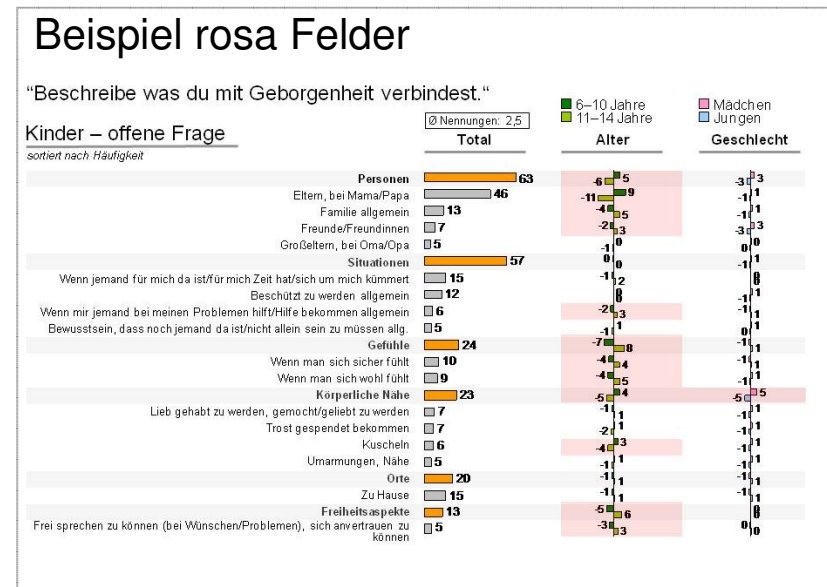 Beispiel rosa Felder
“Beschreibe was du mit Geborgenheit verbindest.“
6–10 Jahre
11–14 Jahre
Mädchen
Jungen
Kinder – offene Frage
sortiert nach Häufigkeit
Ø Nennungen: 2,5
Total Alter Geschlecht
Personen 63 -6 5 -3 3
Eltern, bei Mama/Papa 46 -11 9 -1 1
Familie allgemein 13 -4 5 -1 1
Freunde/Freundinnen 7 -2 3 -3 3
Großeltern, bei Oma/Opa 5 -1 0 0 0
Situationen 57 0 0 -1 1
Wenn jemand für mich da ist/für mich Zeit hat/sich um mich kümmert 15 -1 2 0 0
Beschützt zu werden allgemein 12 0 0 -1 1
Wenn mir jemand bei meinen Problemen hilft/Hilfe bekommen allgemein 6 -2 3 -1 1
Bewusstsein, dass noch jemand da ist/nicht allein sein zu müssen allg. 5 -1 1 0 1
Gefühle 24 -7 8 -1 1
Wenn man sich sicher fühlt 10 -4 4 -1 1
Wenn man sich wohl fühlt 9 -4 5 -1 1
Körperliche Nähe 23 -5 4 -5 5
Lieb gehabt zu werden, gemocht/geliebt zu werden 7 -1 1 -1 1
Trost gespendet bekommen 7 -2 1 -1 1
Kuscheln 6 -4 3 -1 1
Umarmungen, Nähe 5 -1 1 -1 1
Orte 20 -1 1 -1 1
Zu Hause 15 -1 1 -1 1
Freiheitsaspekte 13 -5 6 0 0
Frei sprechen zu können (bei Wünschen/Problemen), sich anvertrauen zu
können 5 -3 3 0 0